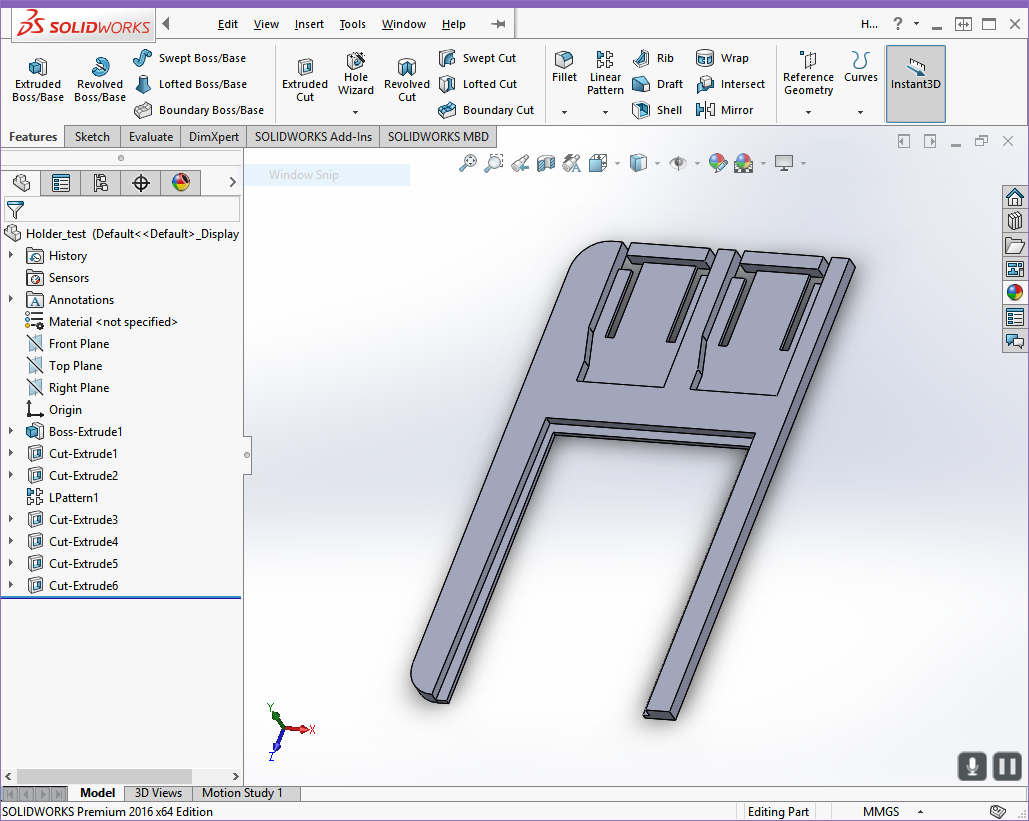 SOLIDWORKS
Edit View Insert Tools Window Help H... ?
Extruded Boss/Base
Revolved Boss/Base
Swept Boss/Base
Lofted Boss/Base
Boundary Boss/Base
Extruded Cut
Hole Wizard
Revolved Cut
Swept Cut
Lofted Cut
Boundary Cut
Fillet
Linear Pattern
Rib
Draft
Shell
Wrap
Intersect
Mirror
Reference Geometry
Curves
Instant3D
Features Sketch Evaluate DimXpert SOLIDWORKS Add-Ins SOLIDWORKS MBD
Window Snip
Holder_test (Default<<Default>_Display
History
Sensors
Annotations
Material <not specified>
Front Plane
Top Plane
Right Plane
Origin
Boss-Extrude1
Cut-Extrude1
Cut-Extrude2
LPattern1
Cut-Extrude3
Cut-Extrude4
Cut-Extrude5
Cut-Extrude6
Y
X
Z
Model 3D Views Motion Study 1
SOLIDWORKS Premium 2016 x64 Edition Editing Part MMGS